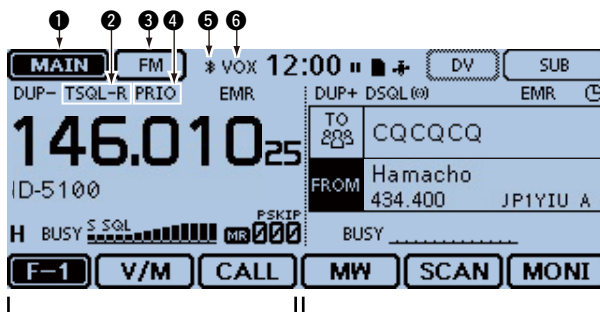 ❶ ❷ ❸ ❹ ❺ ❻
MAIN FM VOX 12:00 DV SUB
DUP- TSQL-R PRIO EMR DUP+ DSQL EMR
146.01025
TO CQCQCQ
ID-5100
FROM Hamacho
434.400 JP1YIU A
H BUSY S SQL MR PSKIP 000 BUSY
F-1 V/M CALL MW SCAN MONI